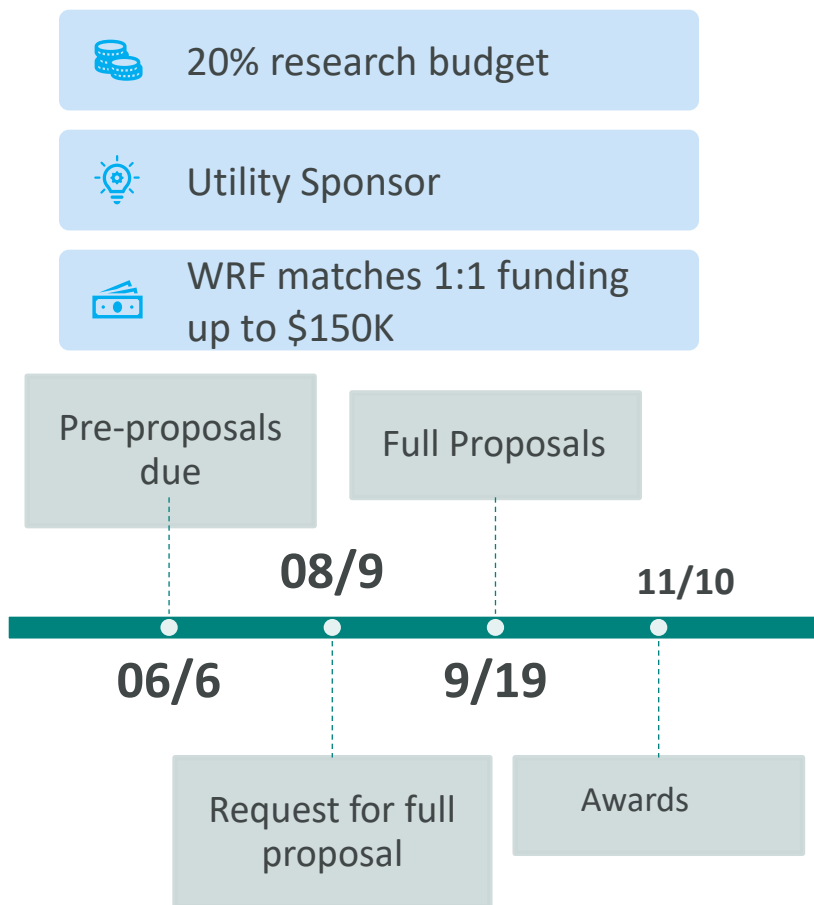 20% research budget
Utility Sponsor
WRF matches 1:1 funding
up to $150K
Pre-proposals
due
Full Proposals
08/9
11/10
06/6
9/19
Request for full
proposal
Awards